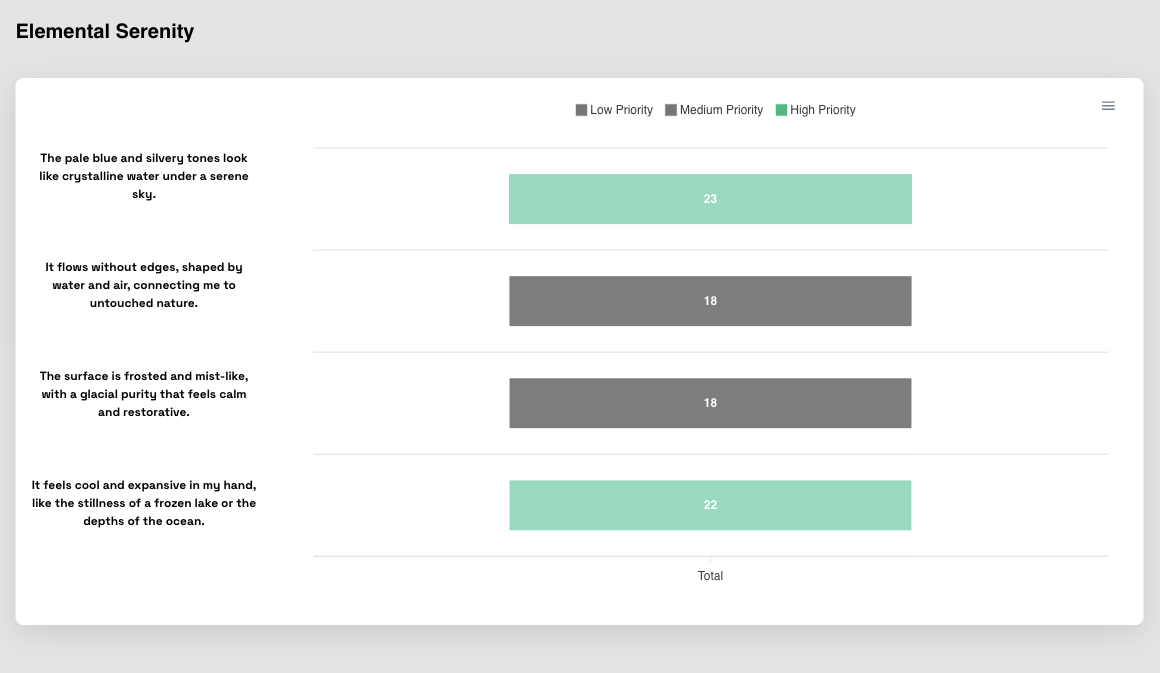 Elemental Serenity
Low Priority Medium Priority High Priority
The pale blue and silvery tones look
like crystalline water under a serene
sky.
23
It flows without edges, shaped by
water and air, connecting me to
untouched nature.
18
The surface is frosted and mist-like,
with a glacial purity that feels calm
and restorative.
18
It feels cool and expansive in my hand,
like the stillness of a frozen lake or the
depths of the ocean.
22
Total